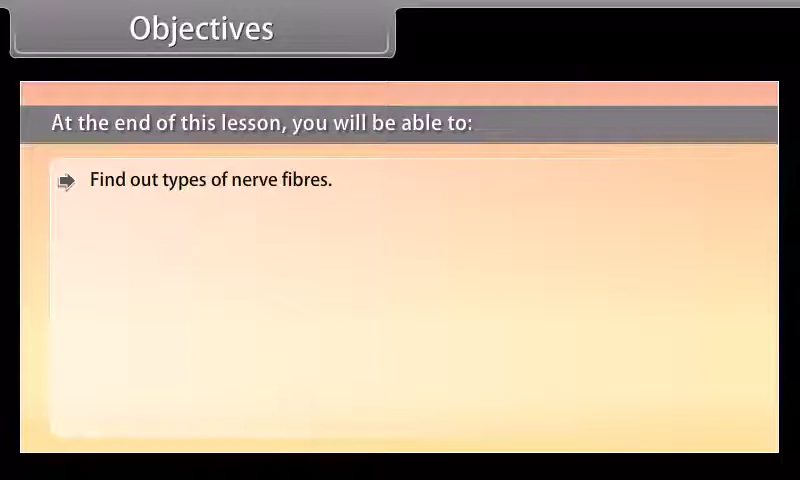 Objectives
At the end of this lesson, you will be able to:
Find out types of nerve fibres.